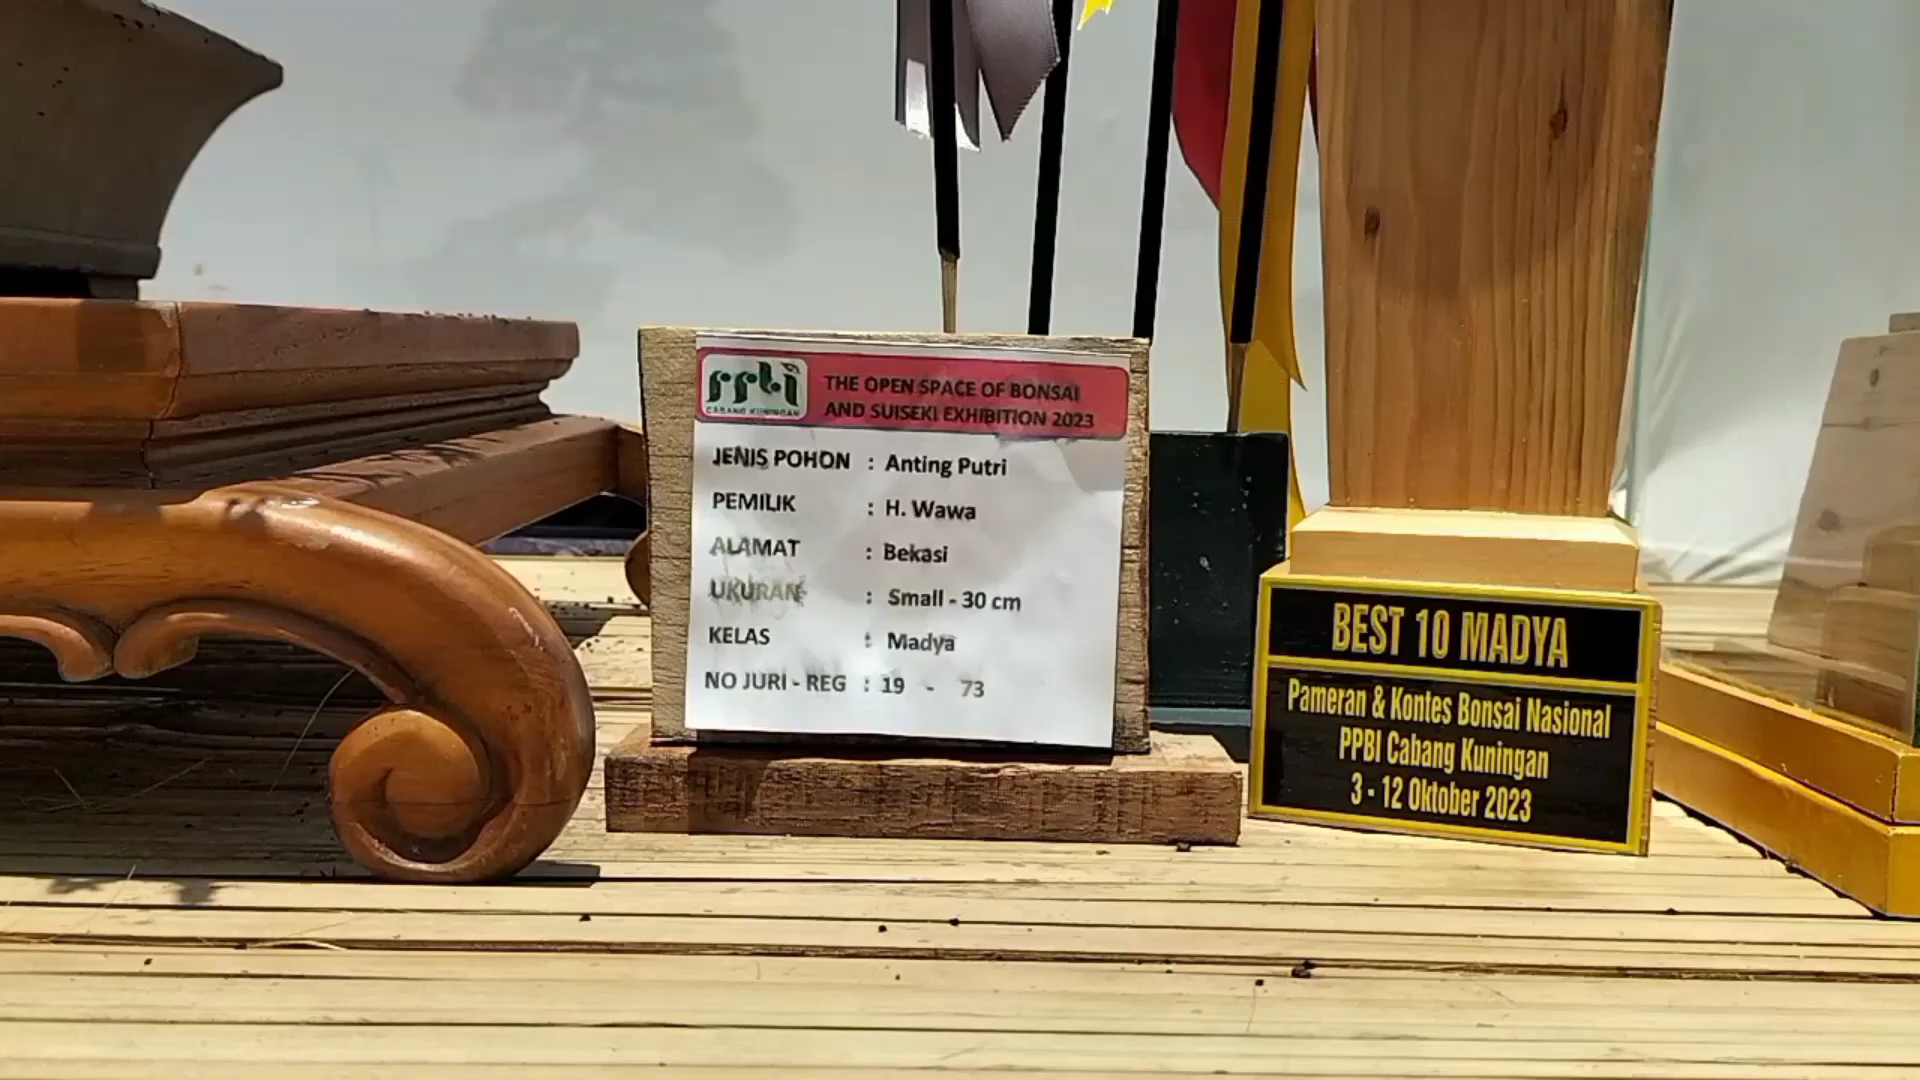 ppbi
CABANG KUNINGAN
THE OPEN SPACE OF BONSAI
AND SUISEKI EXHIBITION 2023
JENIS POHON : Anting Putri
PEMILIK : H. Wawa
ALAMAT : Bekasi
UKURAN : Small - 30 cm
KELAS : Madya
NO JURI - REG : 19 - 73
BEST 10 MADYA
Pameran & Kontes Bonsai Nasional
PPBI Cabang Kuningan
3 - 12 Oktober 2023